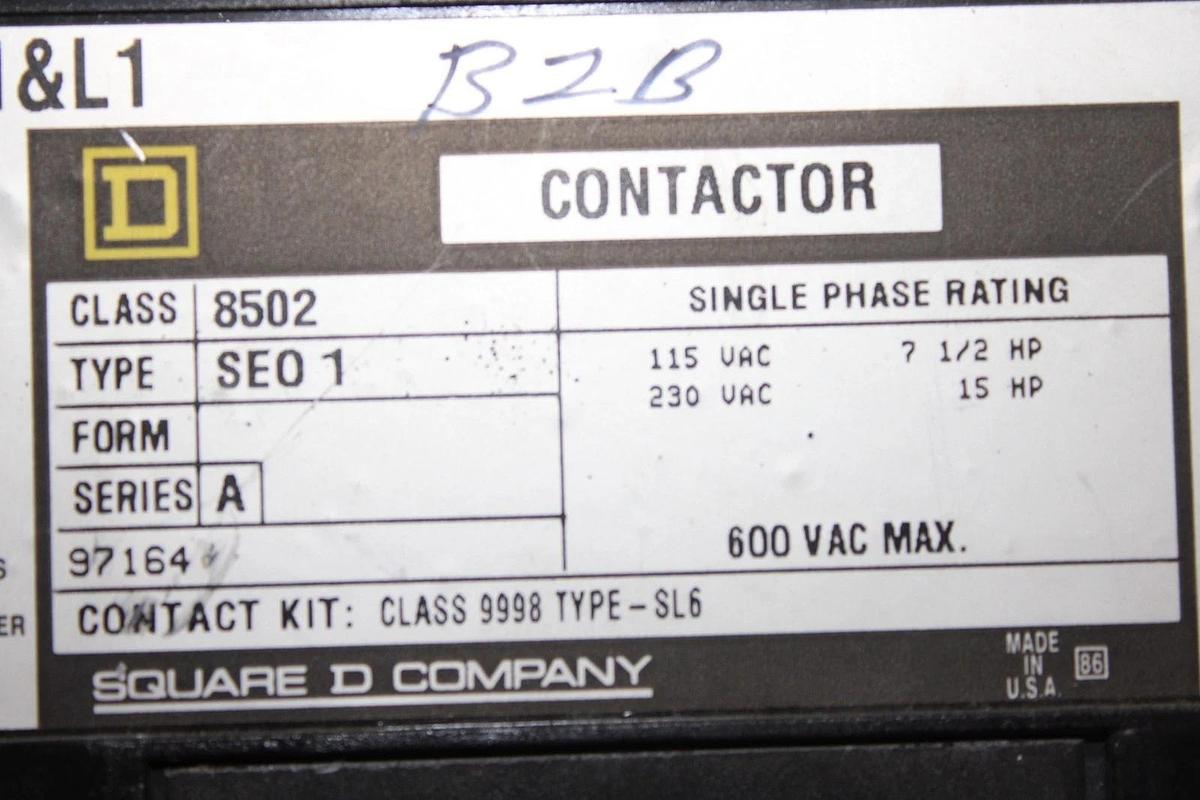 &L1
B2B
D
CONTACTOR
CLASS 8502
TYPE SEO 1
FORM
SERIES A
97164
SINGLE PHASE RATING
115 VAC 7 1/2 HP
230 VAC 15 HP
600 VAC MAX.
CONTACT KIT: CLASS 9998 TYPE-SL6
SQUARE D COMPANY
MADE
IN
U.S.A.
86
S
ER